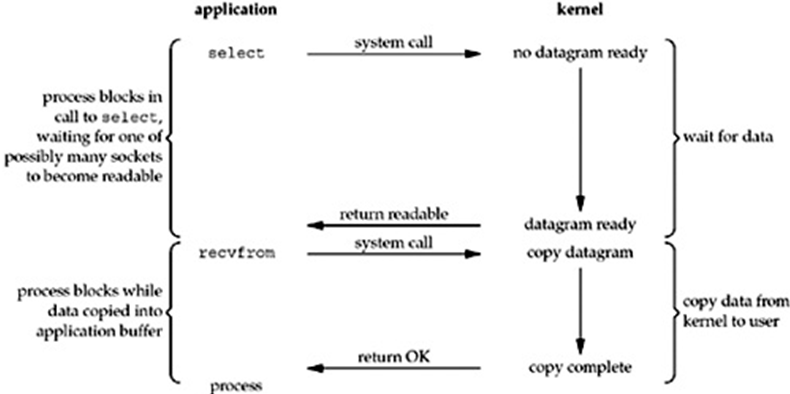 application
kernel
select
system call
no datagram ready
process blocks in
call to select,
waiting for one of
possibly many sockets
to become readable
wait for data
return readable
datagram ready
recvfrom
system call
copy datagram
process blocks while
data copied into
application buffer
copy data from
kernel to user
return OK
copy complete
process